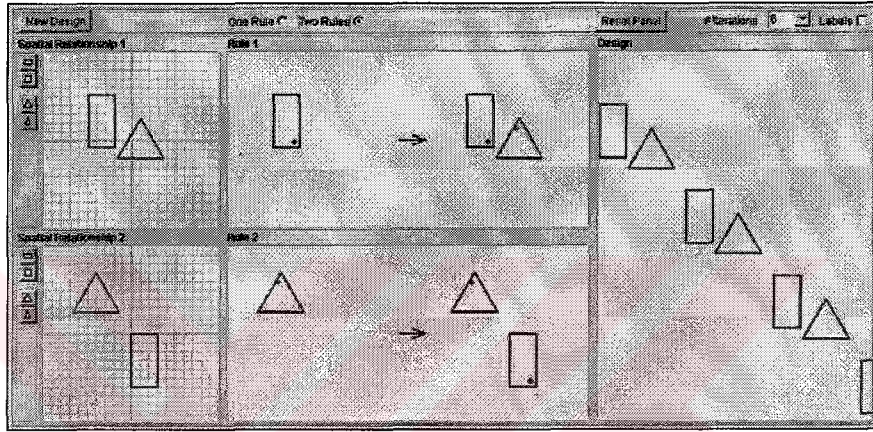 New Design One Rule Two Rules Reset Panel # Iterations 6 Labels
Spatial Relationship 1 Rule 1 Design
Spatial Relationship 2 Rule 2